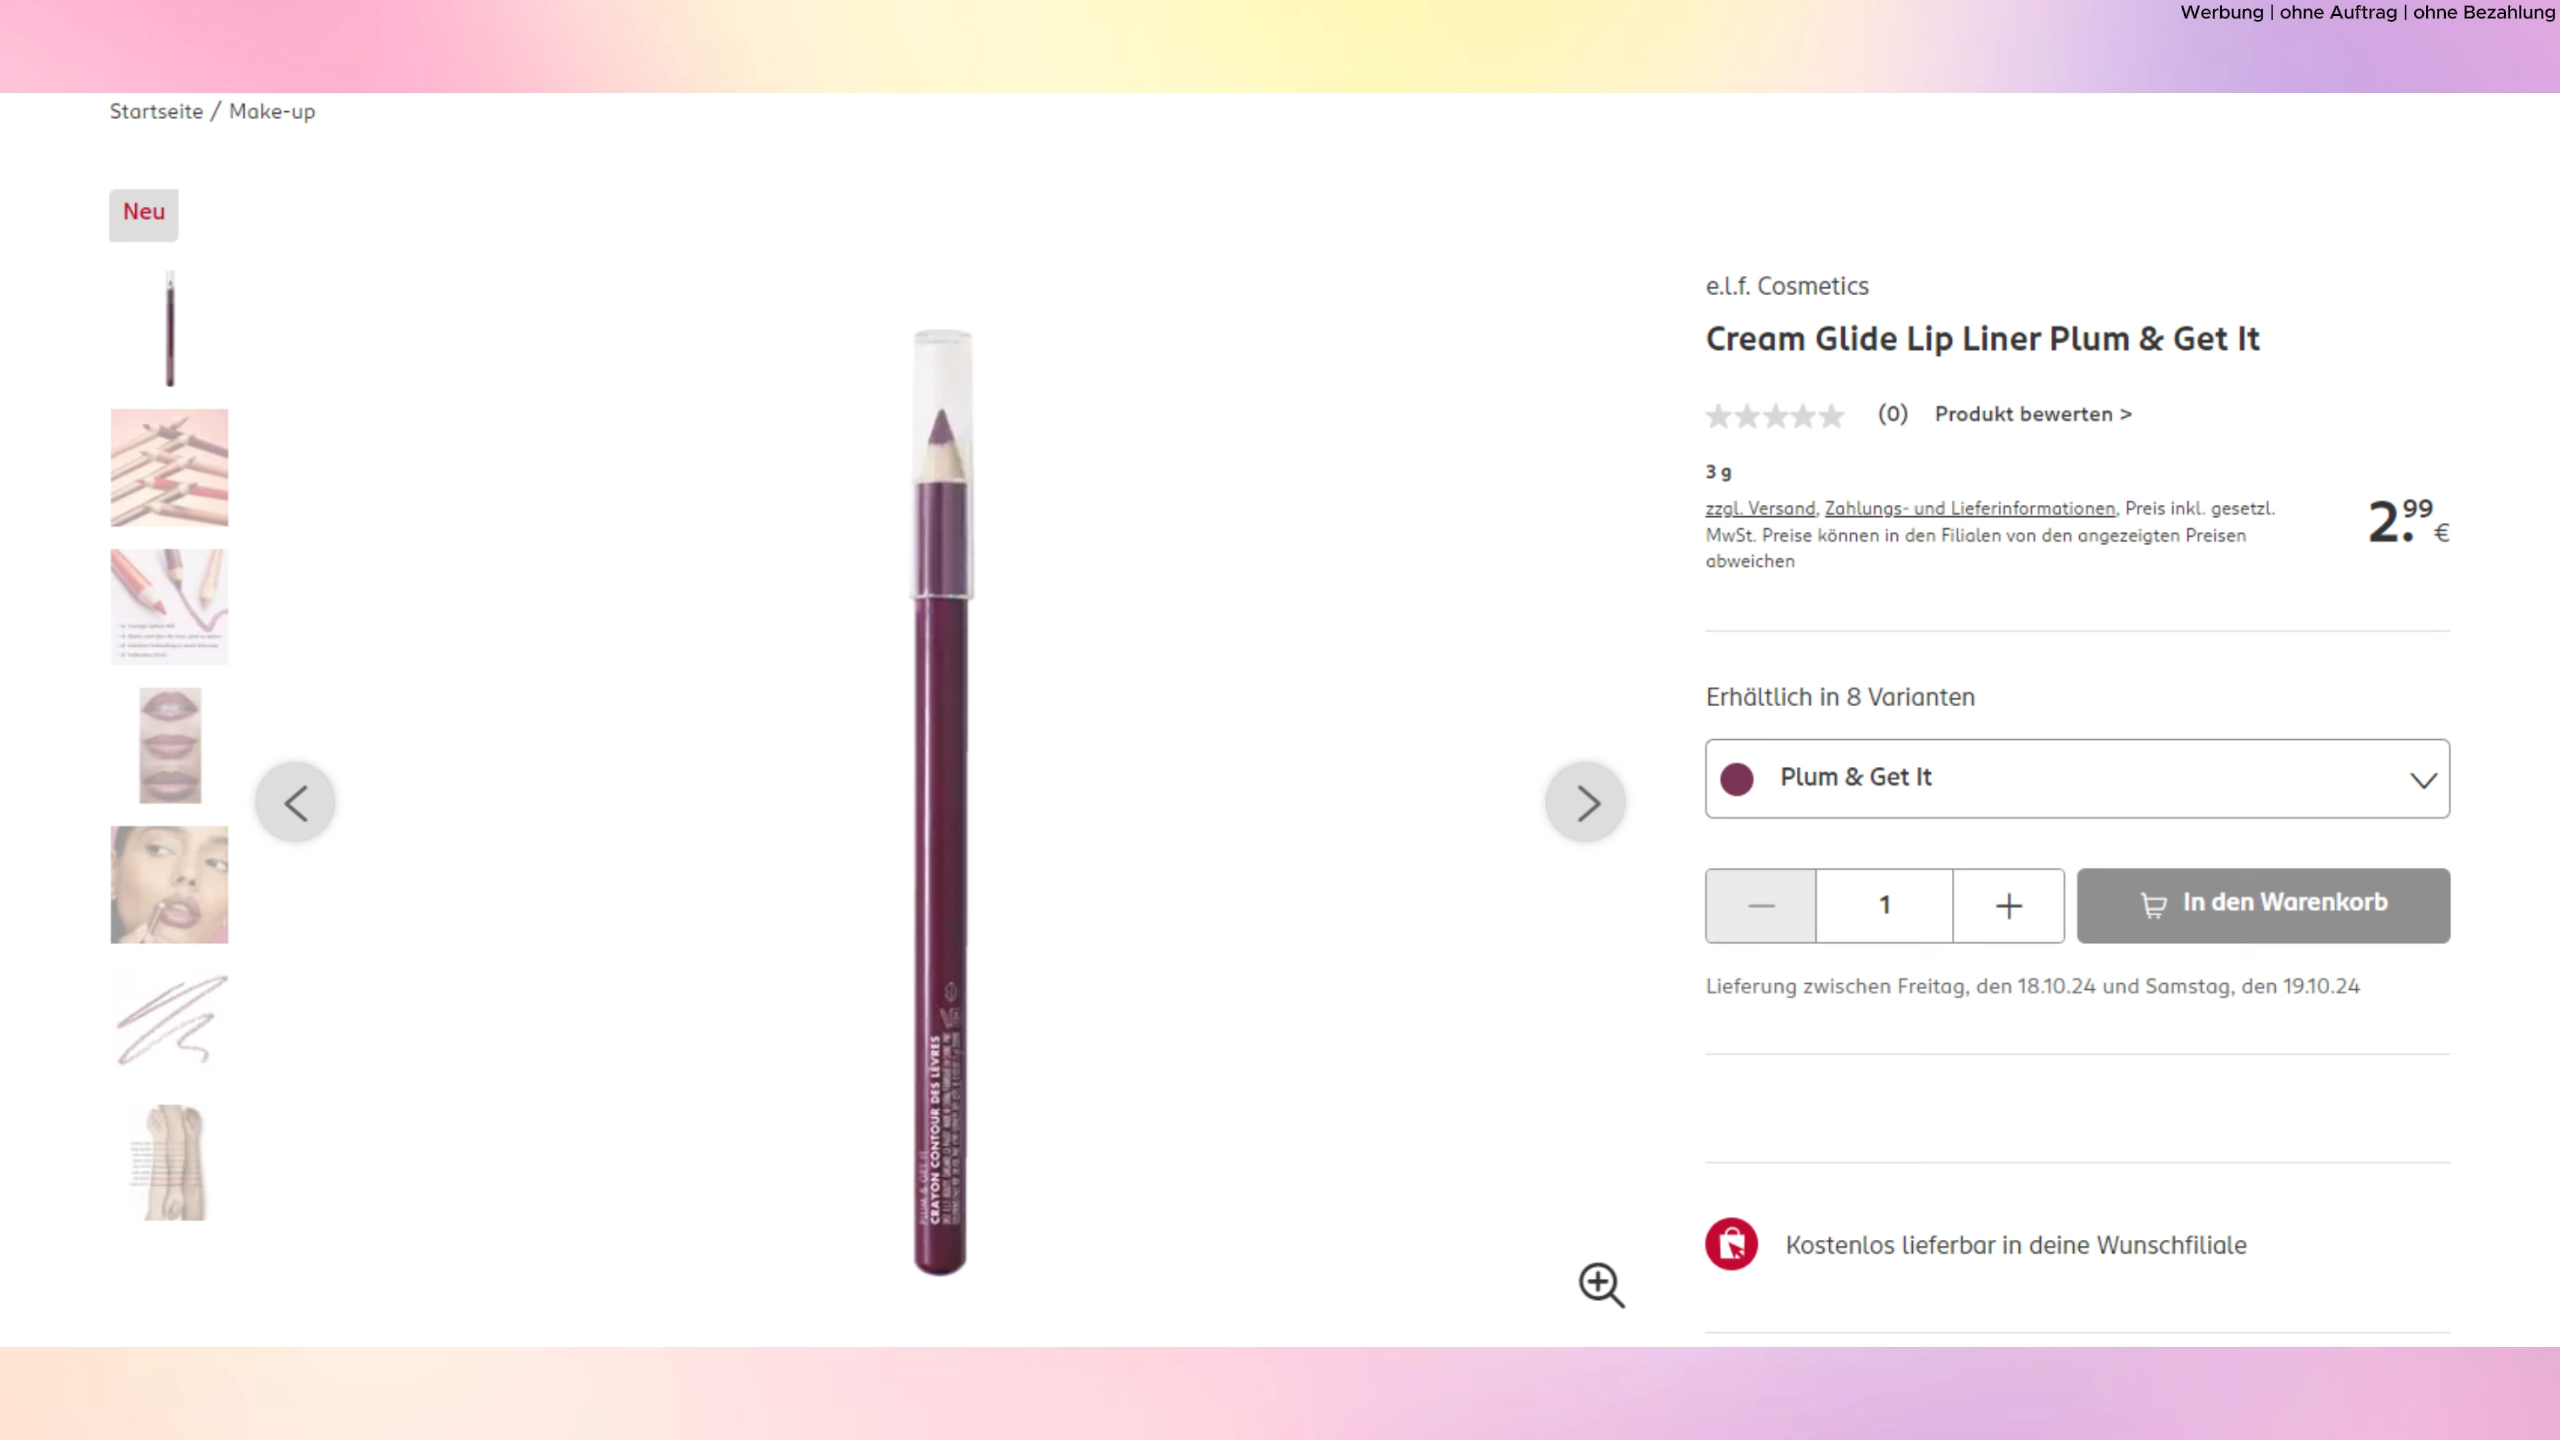 Werbung | ohne Auftrag | ohne Bezahlung
Startseite / Make-up
Neu
e.l.f. Cosmetics
Cream Glide Lip Liner Plum & Get It
(0) Produkt bewerten >
3 g
zzgl. Versand, Zahlungs- und Lieferinformationen, Preis inkl. gesetzl.
MwSt. Preise können in den Filialen von den angezeigten Preisen
abweichen
2.99 €
Erhältlich in 8 Varianten
Plum & Get It
1
In den Warenkorb
Lieferung zwischen Freitag, den 18.10.24 und Samstag, den 19.10.24
Kostenlos lieferbar in deine Wunschfiliale
PLUM & GET IT
CRAYON CONTOUR DES LÈVRES